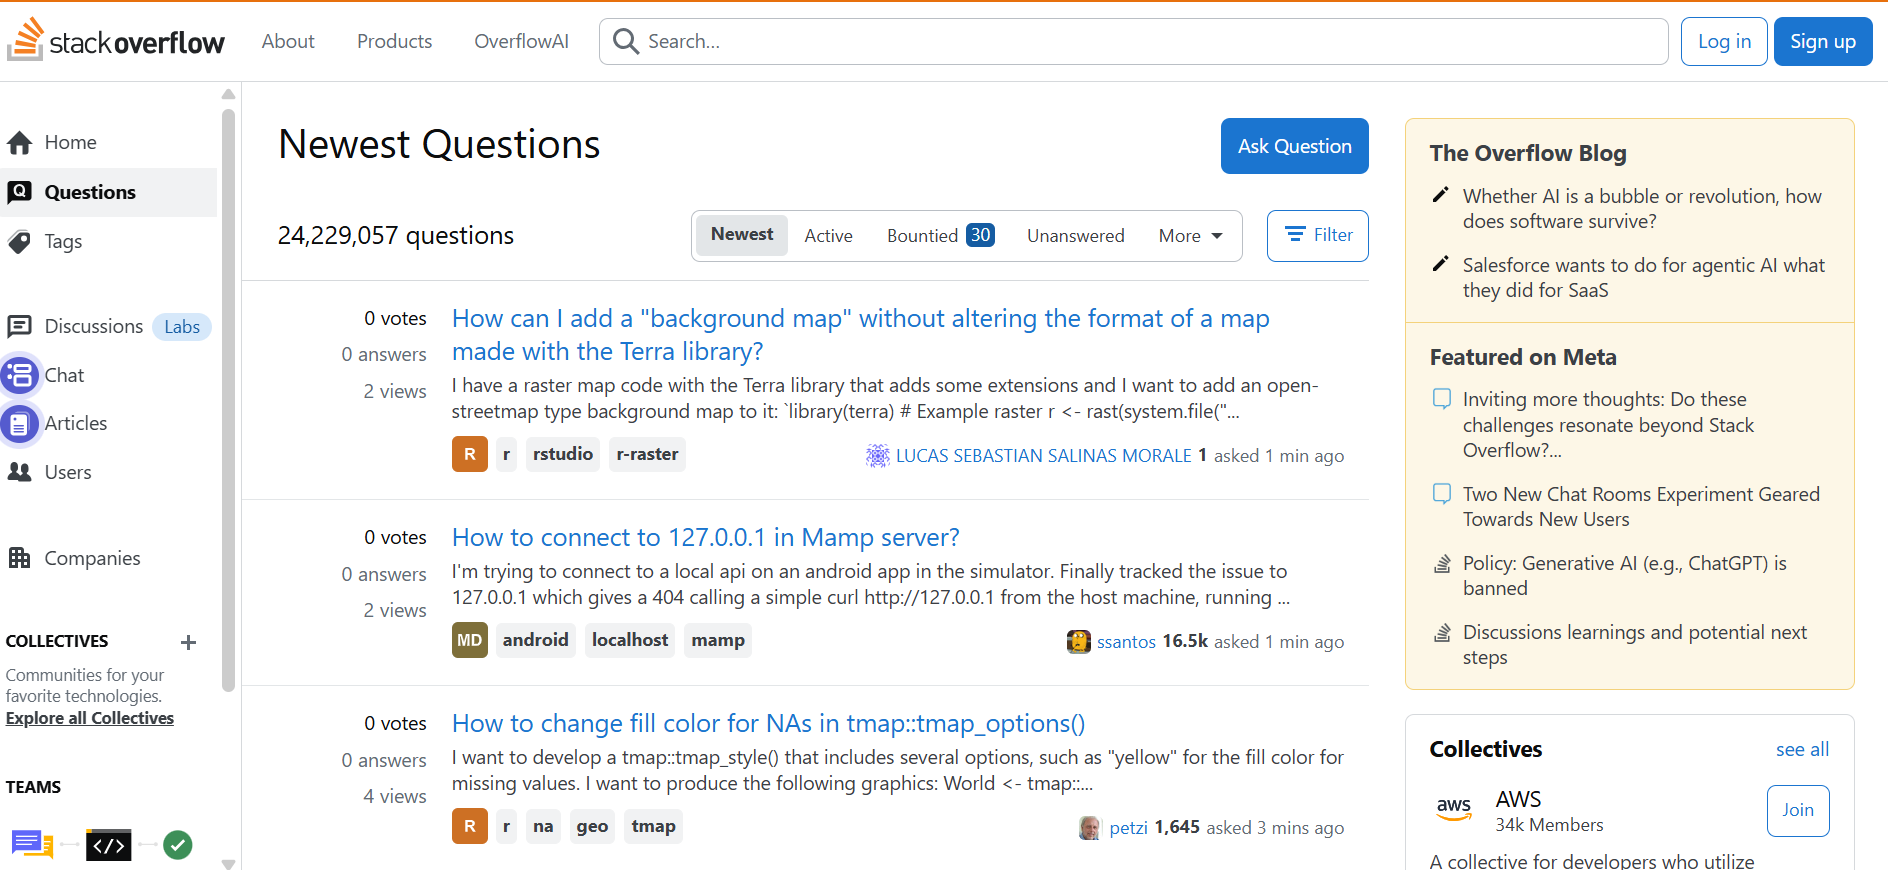 stack overflow
About
Products
OverflowAI
Search...
Log in
Sign up
Home
Questions
Tags
Discussions Labs
Chat
Articles
Users
Companies
COLLECTIVES +
Communities for your
favorite technologies.
Explore all Collectives
TEAMS
</>
Newest Questions
Ask Question
24,229,057 questions
Newest
Active
Bountied 30
Unanswered
More
Filter
0 votes
0 answers
2 views
How can I add a "background map" without altering the format of a map
made with the Terra library?
I have a raster map code with the Terra library that adds some extensions and I want to add an open-
streetmap type background map to it: `library(terra) # Example raster r <- rast(system.file("...
R r rstudio r-raster
LUCAS SEBASTIAN SALINAS MORALE 1 asked 1 min ago
0 votes
0 answers
2 views
How to connect to 127.0.0.1 in Mamp server?
I'm trying to connect to a local api on an android app in the simulator. Finally tracked the issue to
127.0.0.1 which gives a 404 calling a simple curl http://127.0.0.1 from the host machine, running ...
MD android localhost mamp
ssantos 16.5k asked 1 min ago
0 votes
0 answers
4 views
How to change fill color for NAs in tmap::tmap_options()
I want to develop a tmap::tmap_style() that includes several options, such as "yellow" for the fill color for
missing values. I want to produce the following graphics: World <- tmap::...
R r na geo tmap
petzi 1,645 asked 3 mins ago
The Overflow Blog
Whether AI is a bubble or revolution, how
does software survive?
Salesforce wants to do for agentic AI what
they did for SaaS
Featured on Meta
Inviting more thoughts: Do these
challenges resonate beyond Stack
Overflow?...
Two New Chat Rooms Experiment Geared
Towards New Users
Policy: Generative AI (e.g., ChatGPT) is
banned
Discussions learnings and potential next
steps
Collectives
see all
aws
AWS
34k Members
Join
A collective for developers who utilize